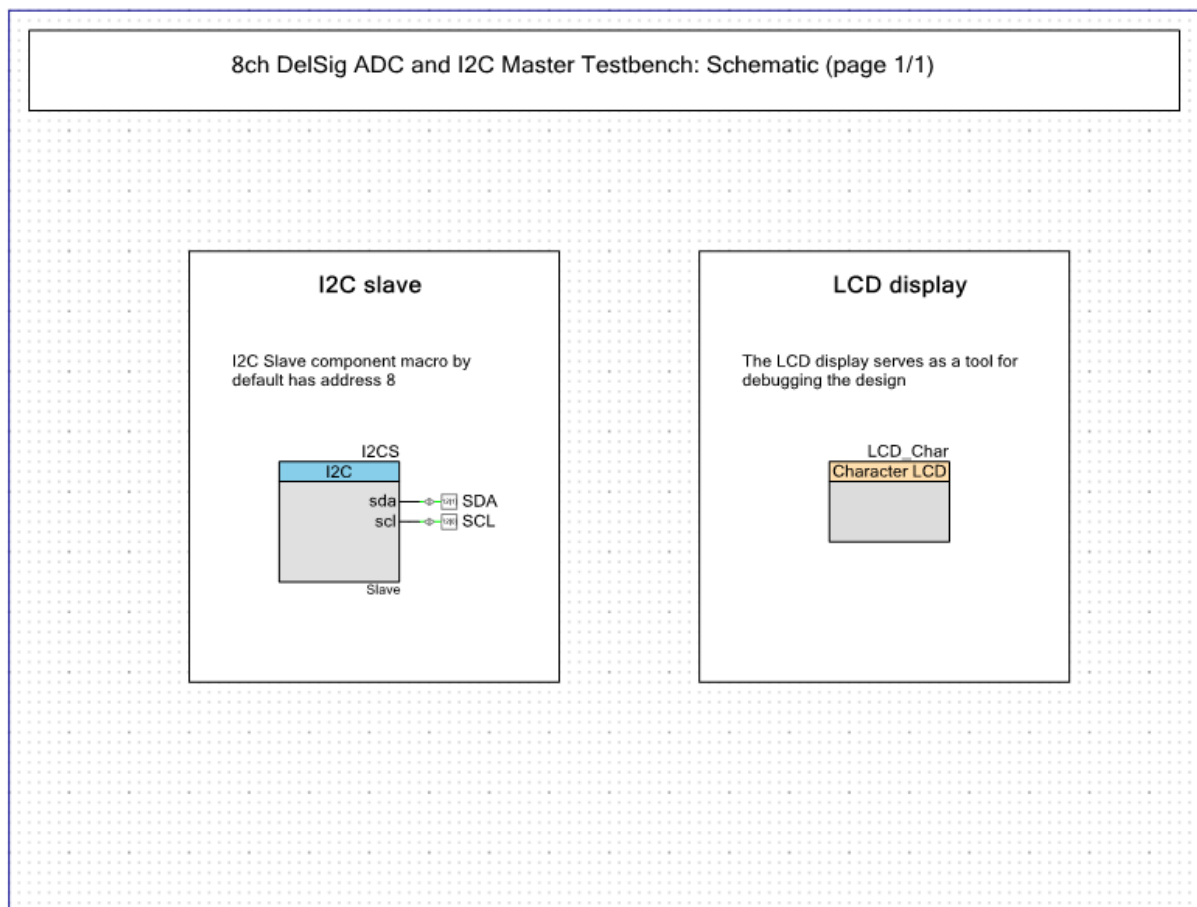 8ch DelSig ADC and I2C Master Testbench: Schematic (page 1/1)
I2C slave
I2C Slave component macro by
default has address 8
I2CS
I2C
sda
SDA
scl
SCL
Slave
LCD display
The LCD display serves as a tool for
debugging the design
LCD_Char
Character LCD